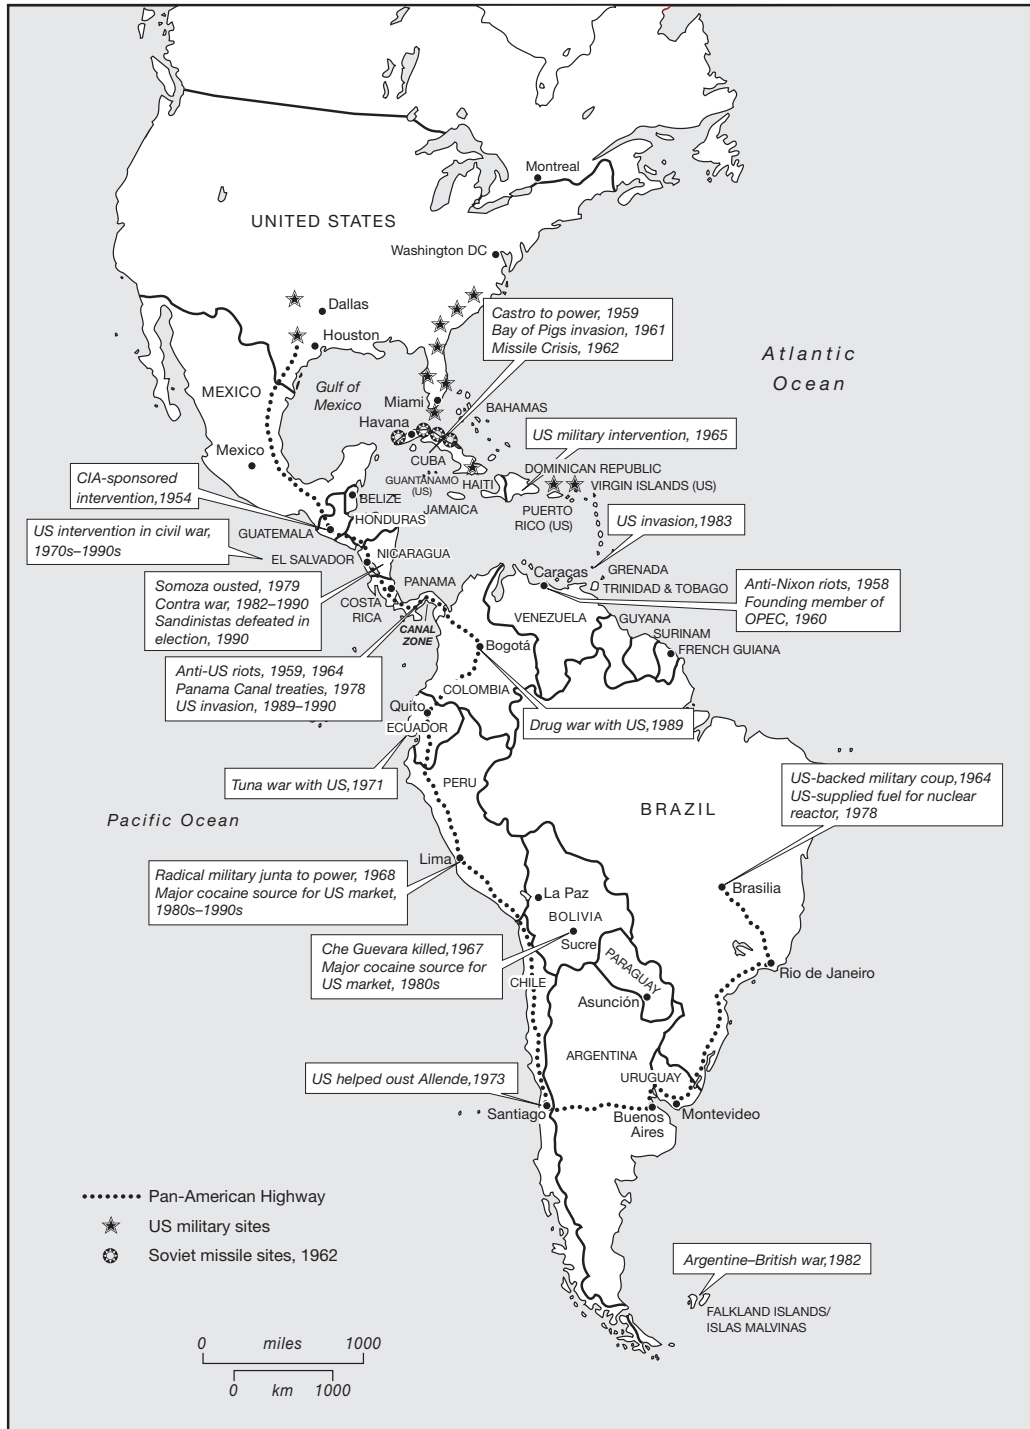 Montreal
UNITED STATES
Washington DC
Dallas
Houston
Castro to power, 1959
Bay of Pigs invasion, 1961
Missile Crisis, 1962
Atlantic
Ocean
MEXICO
Gulf of
Mexico
Miami
BAHAMAS
Havana
US military intervention, 1965
Mexico
CUBA
DOMINICAN REPUBLIC
CIA-sponsored
intervention,1954
GUANTANAMO
(US)
HAITI
VIRGIN ISLANDS (US)
BELIZE
JAMAICA
PUERTO
RICO (US)
US invasion,1983
HONDURAS
GUATEMALA
US intervention in civil war,
1970s–1990s
EL SALVADOR
NICARAGUA
GRENADA
Caracas
TRINIDAD & TOBAGO
Somoza ousted, 1979
Contra war, 1982–1990
Sandinistas defeated in
election, 1990
PANAMA
COSTA
RICA
CANAL
ZONE
Anti-Nixon riots, 1958
Founding member of
OPEC, 1960
VENEZUELA
GUYANA
SURINAM
FRENCH GUIANA
Bogotá
Anti-US riots, 1959, 1964
Panama Canal treaties, 1978
US invasion, 1989–1990
COLOMBIA
Quito
ECUADOR
Drug war with US,1989
Tuna war with US,1971
PERU
US-backed military coup,1964
US-supplied fuel for nuclear
reactor, 1978
BRAZIL
Pacific Ocean
Lima
Radical military junta to power, 1968
Major cocaine source for US market,
1980s–1990s
La Paz
Brasilia
BOLIVIA
Sucre
Che Guevara killed,1967
Major cocaine source for
US market, 1980s
PARAGUAY
Rio de Janeiro
CHILE
Asunción
ARGENTINA
US helped oust Allende,1973
URUGUAY
Santiago
Buenos
Aires
Montevideo
Pan-American Highway
US military sites
Soviet missile sites, 1962
Argentine–British war,1982
FALKLAND ISLANDS/
ISLAS MALVINAS
0 miles 1000
0 km 1000